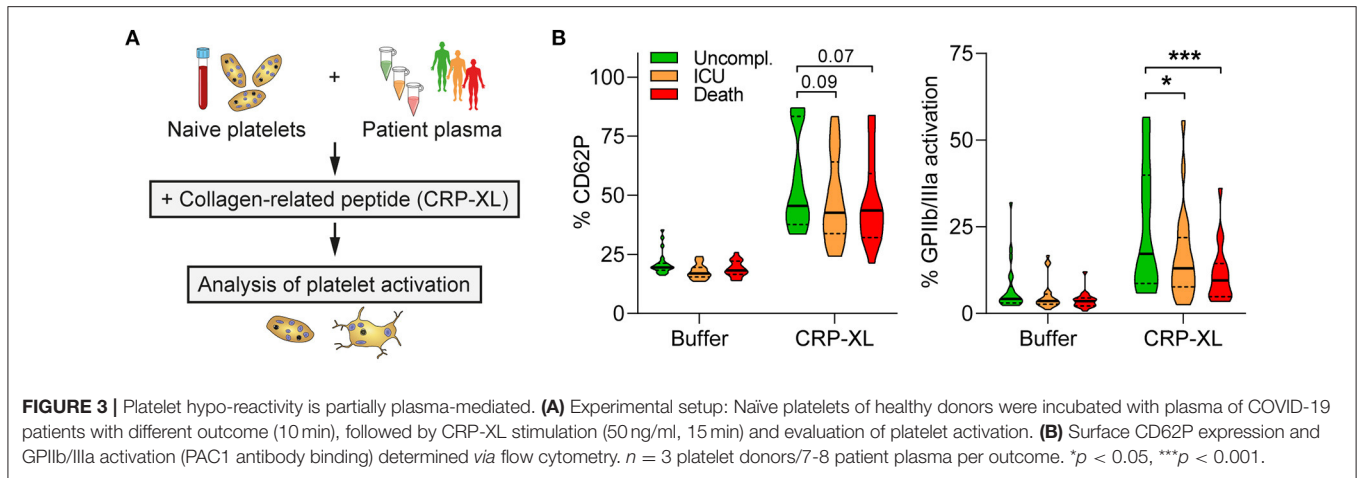 A
+
Naive platelets
Patient plasma
+ Collagen-related peptide (CRP-XL)
Analysis of platelet activation
B
Uncompl.
ICU
Death
0.07
0.09
% CD62P
100
75
50
25
0
Buffer
CRP-XL
***
*
% GPIIb/IIIa activation
75
50
25
0
Buffer
CRP-XL
FIGURE 3 | Platelet hypo-reactivity is partially plasma-mediated. (A) Experimental setup: Naïve platelets of healthy donors were incubated with plasma of COVID-19
patients with different outcome (10 min), followed by CRP-XL stimulation (50 ng/ml, 15 min) and evaluation of platelet activation. (B) Surface CD62P expression and
GPIIb/IIIa activation (PAC1 antibody binding) determined via flow cytometry. n = 3 platelet donors/7-8 patient plasma per outcome. *p < 0.05, ***p < 0.001.